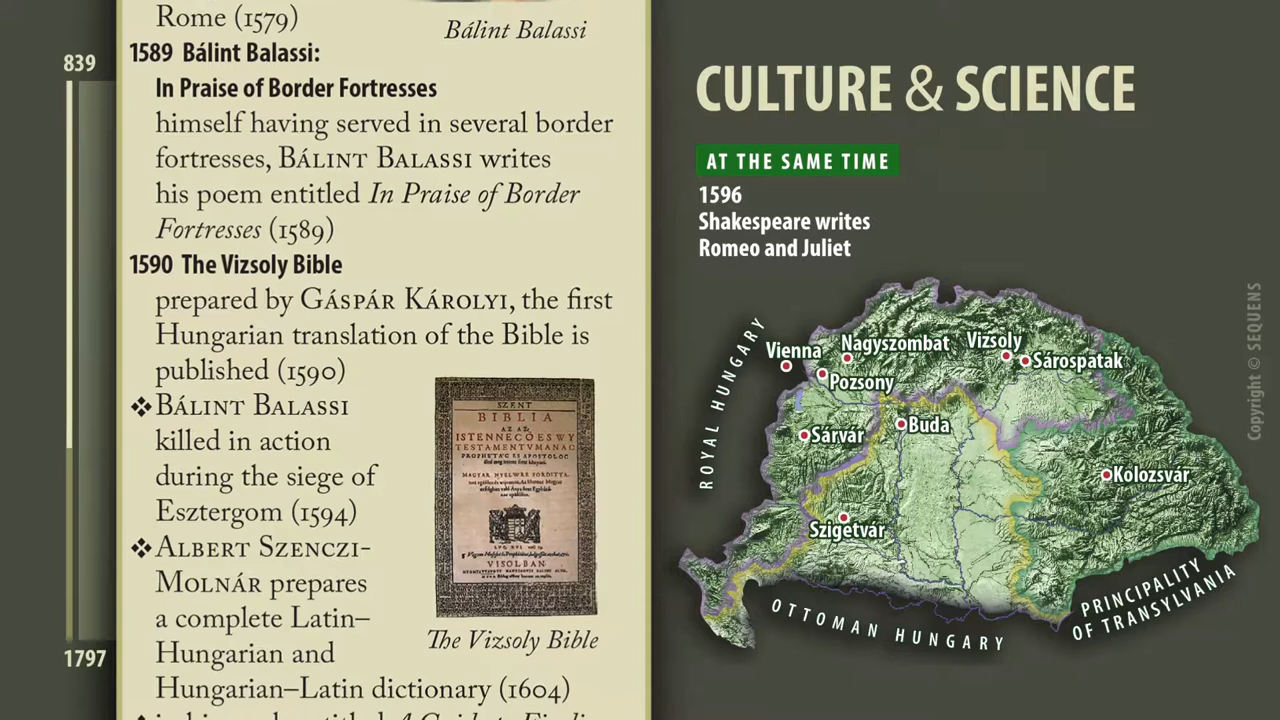 Rome (1579)
Bálint Balassi
1589 Bálint Balassi:
In Praise of Border Fortresses
himself having served in several border
fortresses, BÁLINT BALASSI writes
his poem entitled In Praise of Border
Fortresses (1589)
1590 The Vizsoly Bible
prepared by GÁSPÁR KÁROLYI, the first
Hungarian translation of the Bible is
published (1590)
❖BÁLINT BALASSI
killed in action
during the siege of
Esztergom (1594)
❖ALBERT SZENCZI-
MOLNÁR prepares
a complete Latin–
Hungarian and
Hungarian–Latin dictionary (1604)
SZENT
BIBLIA
AZ AZ
TESTAMENTVMANAC
VISOLBAN
The Vizsoly Bible
839
1797
CULTURE & SCIENCE
AT THE SAME TIME
1596
Shakespeare writes
Romeo and Juliet
ROYAL HUNGARY
Vienna
Nagyszombat
Vizsoly
Sárospatak
Pozsony
Buda
Sárvár
Kolozsvár
Szigetvár
OTTOMAN HUNGARY
PRINCIPALITY
OF TRANSYLVANIA
Copyright © SEQUENS